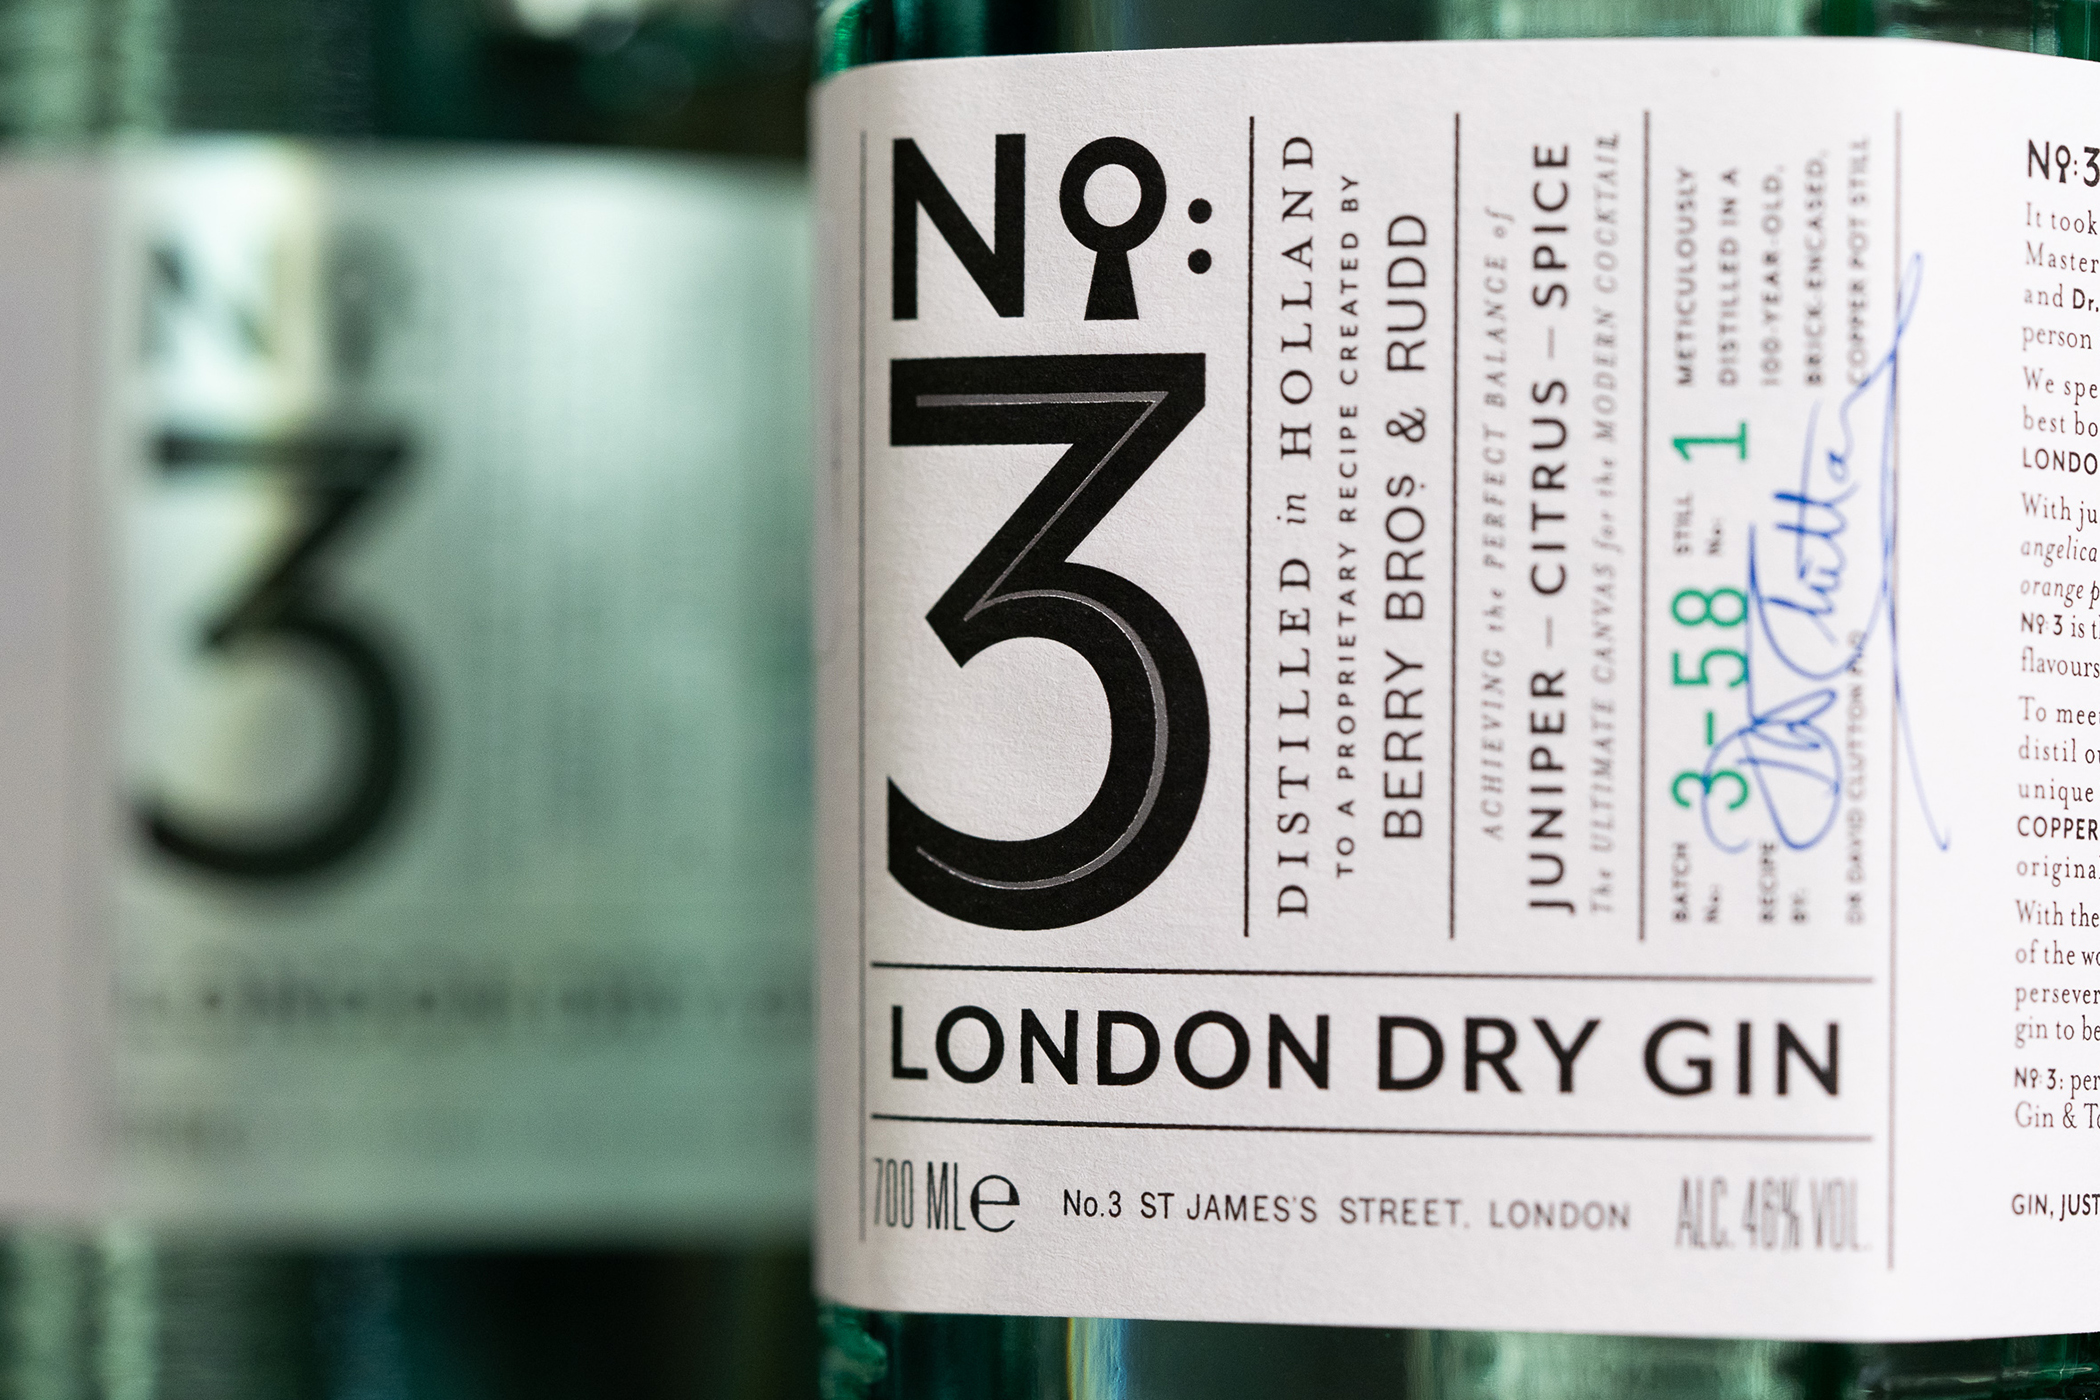 Nº:
3
DISTILLED in HOLLAND
TO A PROPRIETARY RECIPE CREATED BY
BERRY BROS & RUDD
ACHIEVING the PERFECT BALANCE of
JUNIPER — CITRUS — SPICE
The ULTIMATE CANVAS for the MODERN COCKTAIL
BATCH No: 3-58 STILL No: 1
RECIPE BY:
DR DAVID CLUTTON PhD
METICULOUSLY
DISTILLED IN A
100-YEAR-OLD,
BRICK-ENCASED,
COPPER POT STILL
LONDON DRY GIN
700 MLe
No.3 ST JAMES'S STREET. LONDON
ALC. 46% VOL.
Nº:3
It took
Master
and Dr.
person
We spe
best bo
LONDO
With ju
angelica
orange p
Nº:3 is t
flavours
To mee
distil o
unique
COPPER
origina
With the
of the wo
persever
gin to be
Nº:3: per
Gin & To
GIN, JUST